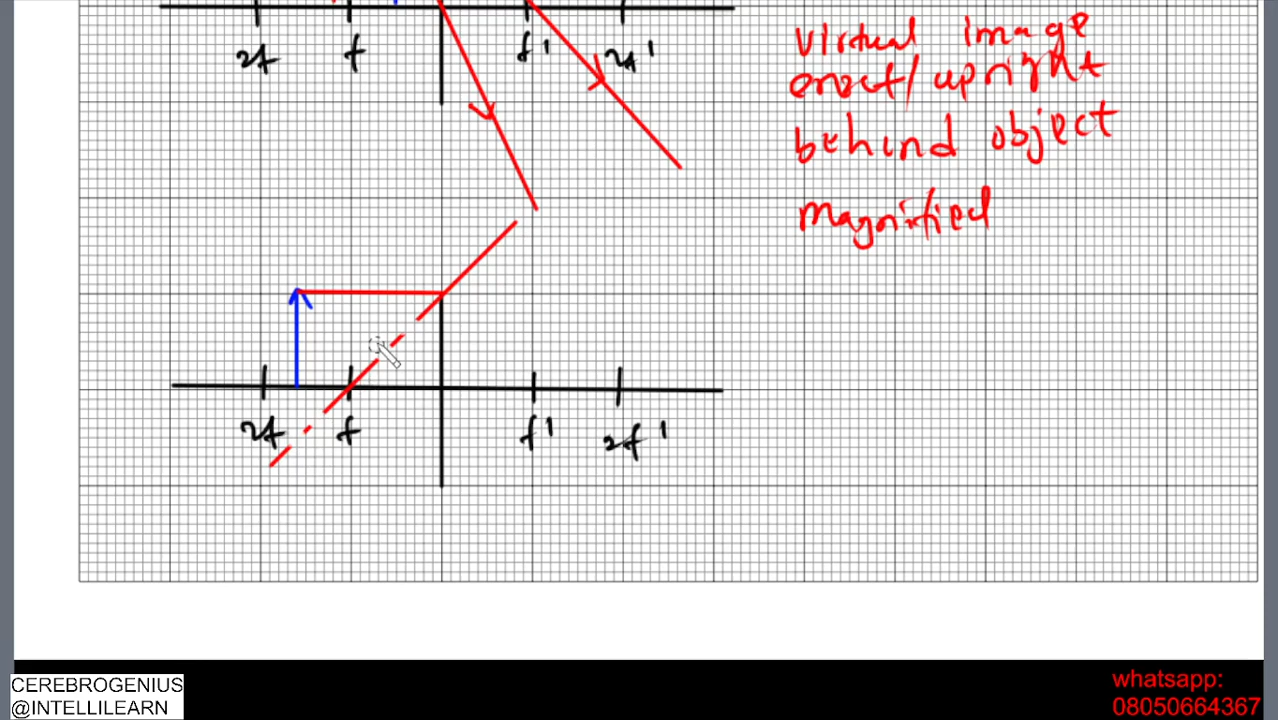 2f f f' 2f'
virtual image
erect/upright
behind object
magnified
2f f f' 2f'
CEREBROGENIUS
@INTELLILEARN
whatsapp:
08050664367